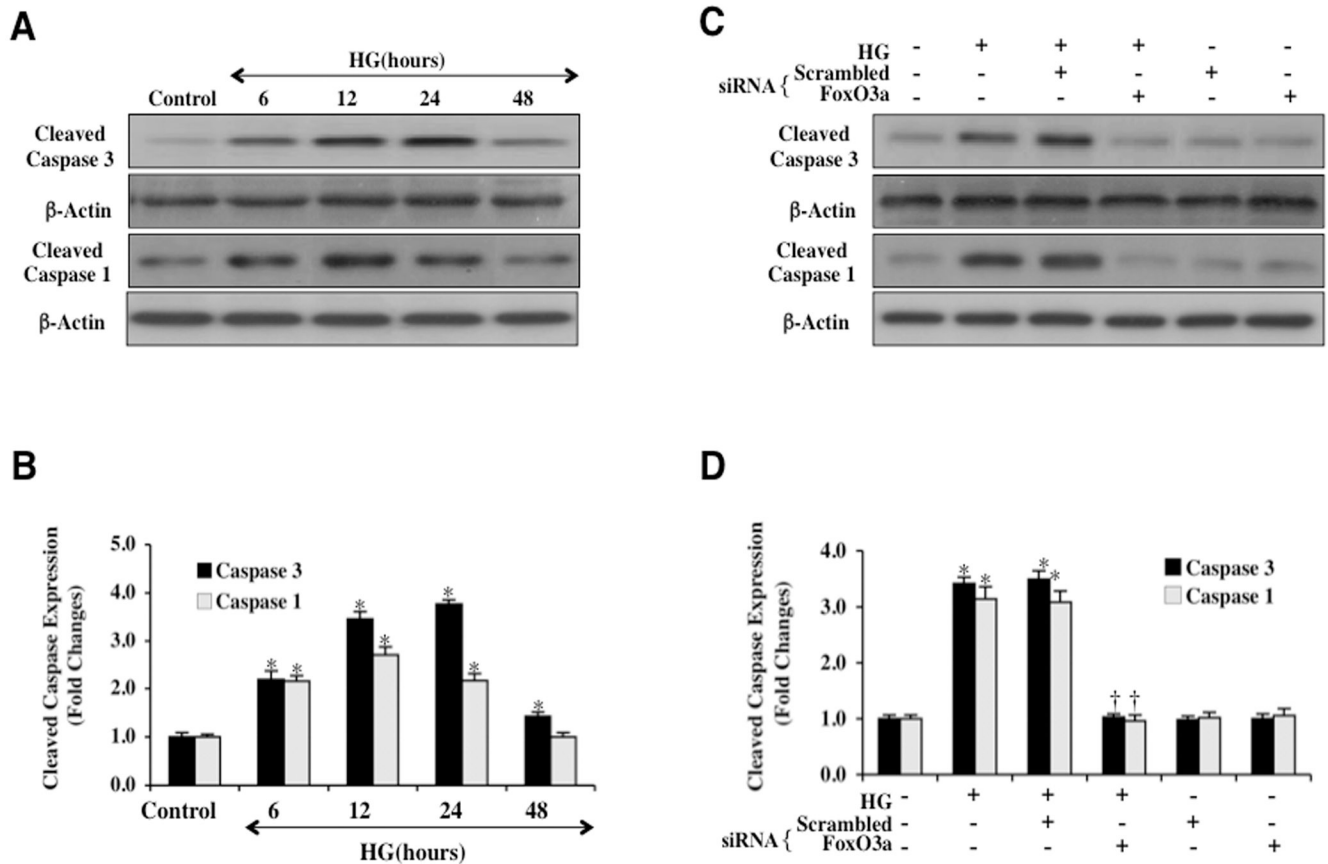 A
HG(hours)
Control 6 12 24 48
Cleaved
Caspase 3
β-Actin
Cleaved
Caspase 1
β-Actin
C
HG - + + + - -
siRNA { Scrambled - - + - + -
FoxO3a - - - + - +
Cleaved
Caspase 3
β-Actin
Cleaved
Caspase 1
β-Actin
B
Cleaved Caspase Expression
(Fold Changes)
5.0
4.0
3.0
2.0
1.0
0.0
Caspase 3
Caspase 1
* * * * * * *
Control 6 12 24 48
HG(hours)
D
Cleaved Caspase Expression
(Fold Changes)
4.0
3.0
2.0
1.0
0.0
Caspase 3
Caspase 1
* * * * † †
HG - + + + - -
siRNA { Scrambled - - + - + -
FoxO3a - - - + - +